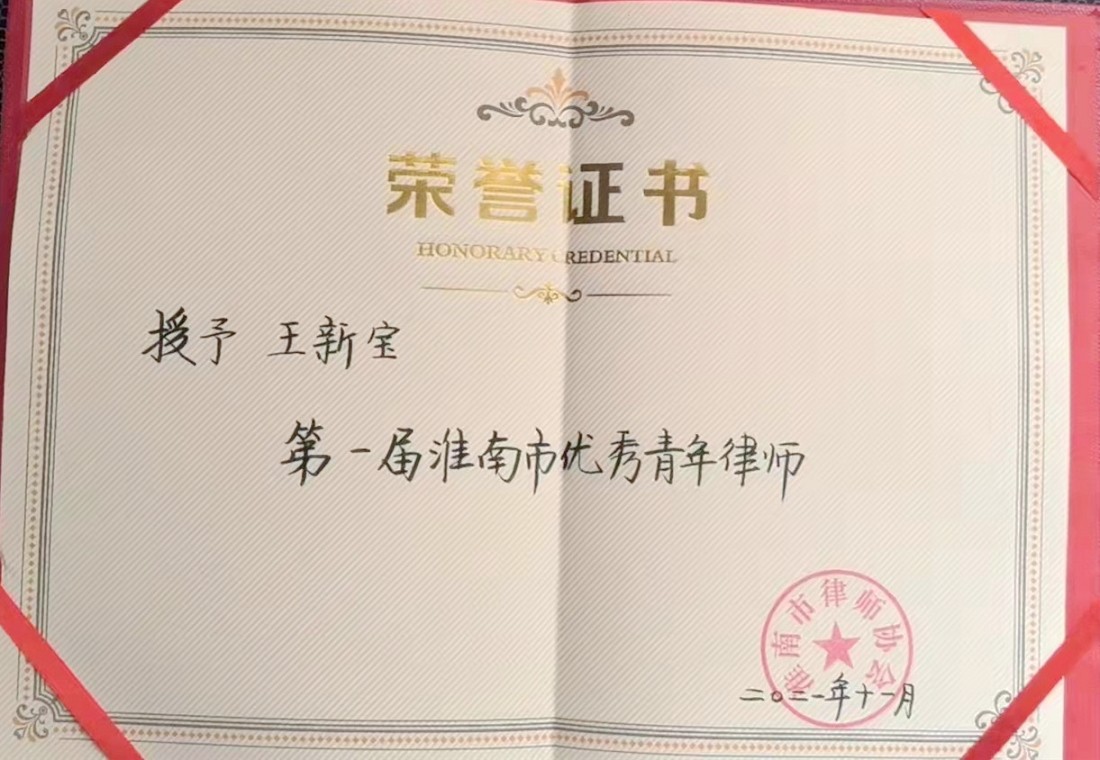 荣誉证书
HONORARY CREDENTIAL
授予 王新宝
第一届淮南市优秀青年律师
淮南市律师协会
二〇二一年十一月